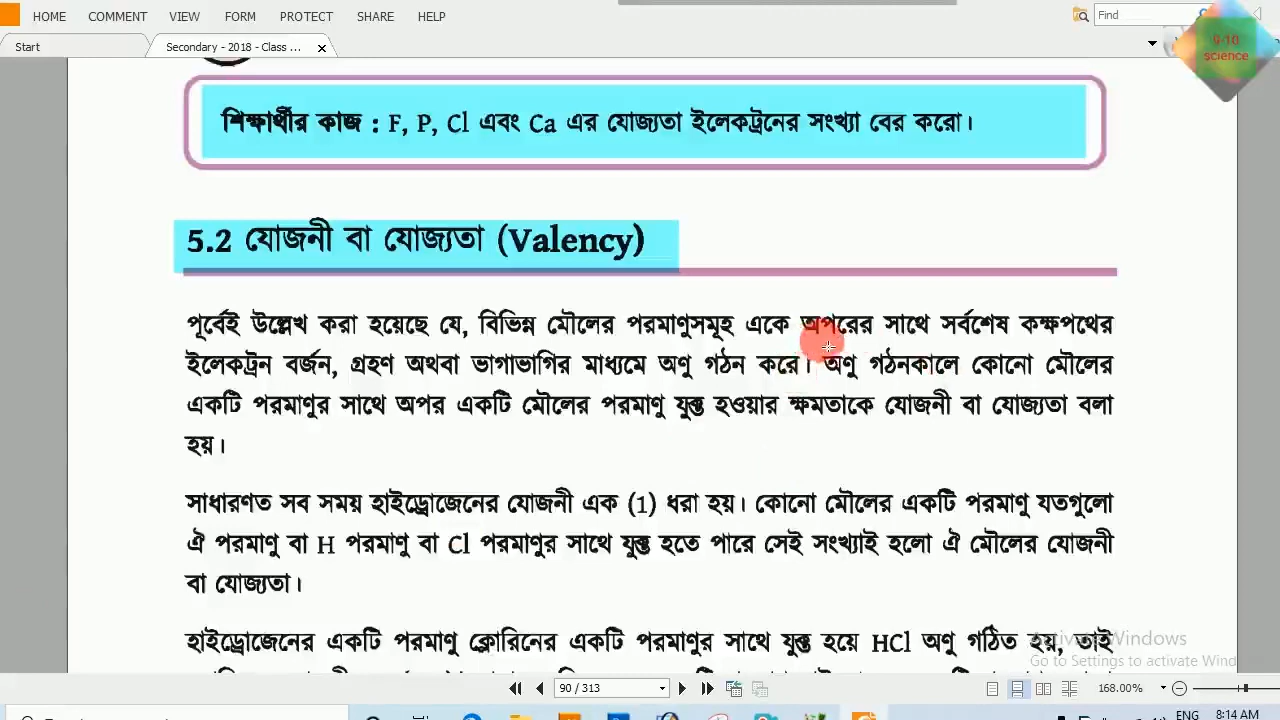 HOME COMMENT VIEW FORM PROTECT SHARE HELP
Find
Start
Secondary - 2018 - Class ...
9-10
science
শিক্ষার্থীর কাজ : F, P, Cl এবং Ca এর যোজ্যতা ইলেকট্রনের সংখ্যা বের করো।
5.2 যোজনী বা যোজ্যতা (Valency)
পূর্বেই উল্লেখ করা হয়েছে যে, বিভিন্ন মৌলের পরমাণুসমূহ একে অপরের সাথে সর্বশেষ কক্ষপথের
ইলেকট্রন বর্জন, গ্রহণ অথবা ভাগাভাগির মাধ্যমে অণু গঠন করে। অণু গঠনকালে কোনো মৌলের
একটি পরমাণুর সাথে অপর একটি মৌলের পরমাণু যুক্ত হওয়ার ক্ষমতাকে যোজনী বা যোজ্যতা বলা
হয়।
সাধারণত সব সময় হাইড্রোজেনের যোজনী এক (1) ধরা হয়। কোনো মৌলের একটি পরমাণু যতগুলো
ঐ পরমাণু বা H পরমাণু বা Cl পরমাণুর সাথে যুক্ত হতে পারে সেই সংখ্যাই হলো ঐ মৌলের যোজনী
বা যোজ্যতা।
হাইড্রোজেনের একটি পরমাণু ক্লোরিনের একটি পরমাণুর সাথে যুক্ত হয়ে HCl অণু গঠিত হয়, তাই
Activate Windows
Go to Settings to activate Wind
90 / 313
168.00%
ENG
8:14 AM